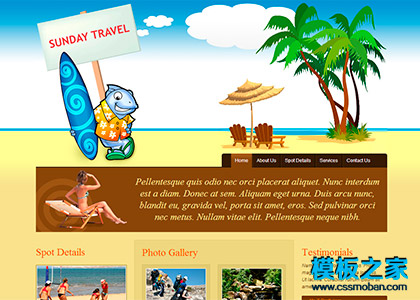 SUNDAY TRAVEL
Home About Us Spot Details Services Contact Us
Pellentesque quis odio nec orci placerat aliquet. Nunc interdum
est a diam. Donec at sem. Aliquam eget urna. Duis arcu nunc,
blandit eu, gravida vel, porta sit amet, eros. Sed pulvinar orci
nec metus. Nullam vitae elit. Pellentesque neque nibh.
Spot Details
Photo Gallery
Testimonials
模板之家
www.cssmoban.com